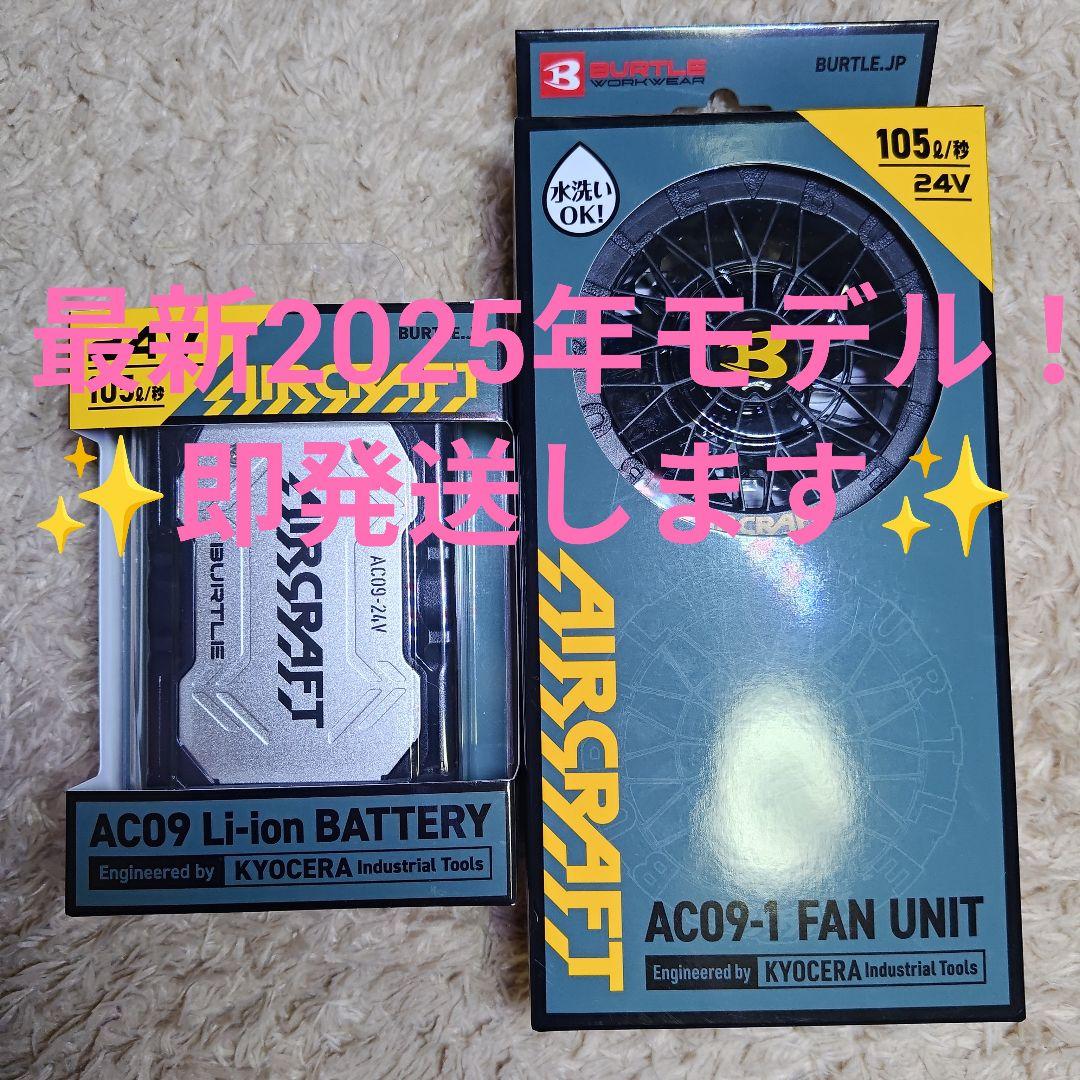 BURTLE
WORKWEAR
BURTLE.JP
105ℓ/秒
24V
水洗い
OK!
B
最新2025年モデル！
✨即発送します✨
BURTLE.J
105ℓ/秒
AIRCRAFT
BURTLE
AIRCRAFT
AC09-24V
AC09 Li-ion BATTERY
Engineered by KYOCERA Industrial Tools
AIRCRAFT
AC09-1 FAN UNIT
Engineered by KYOCERA Industrial Tools